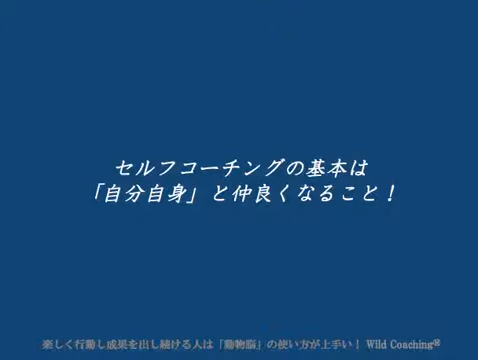 セルフコーチングの基本は
「自分自身」と仲良くなること！
楽しく行動し成果を出し続ける人は「動物脳」の使い方が上手い！ Wild Coaching®